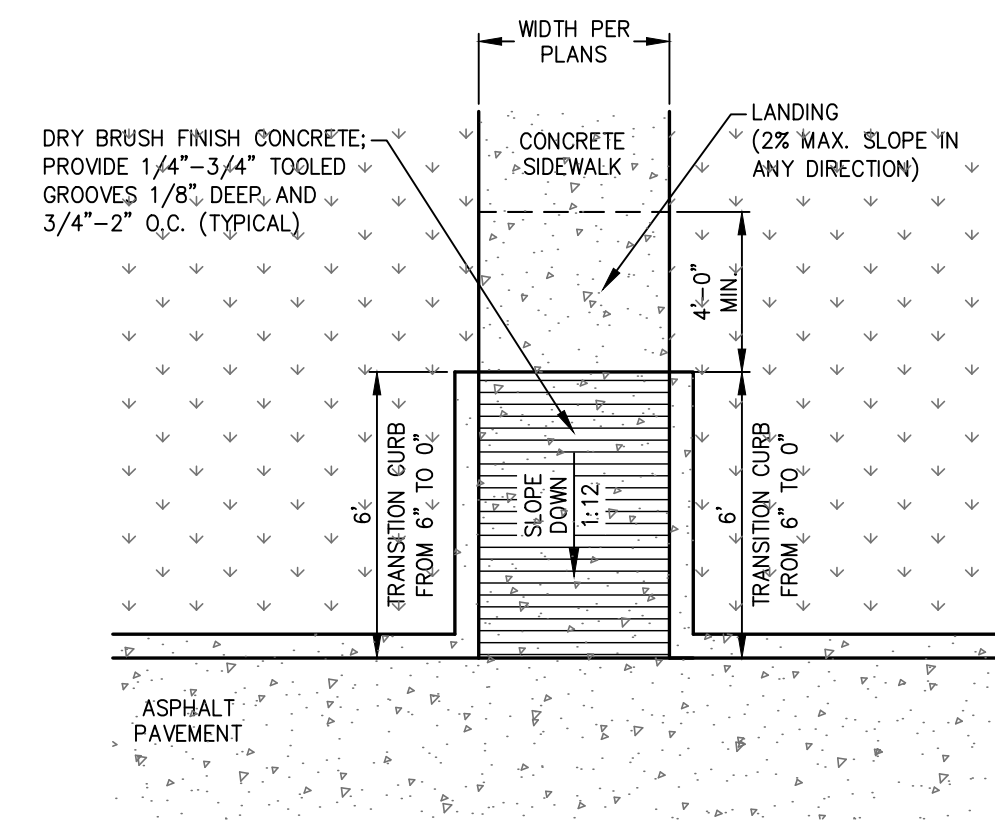 WIDTH PER
PLANS
DRY BRUSH FINISH CONCRETE;
PROVIDE 1/4"-3/4" TOOLED
GROOVES 1/8" DEEP AND
3/4"-2" O.C. (TYPICAL)
CONCRETE
SIDEWALK
LANDING
(2% MAX. SLOPE IN
ANY DIRECTION)
4'-0"
MIN.
6'
TRANSITION CURB
FROM 6" TO 0"
SLOPE
DOWN
1:12
6'
TRANSITION CURB
FROM 6" TO 0"
ASPHALT
PAVEMENT